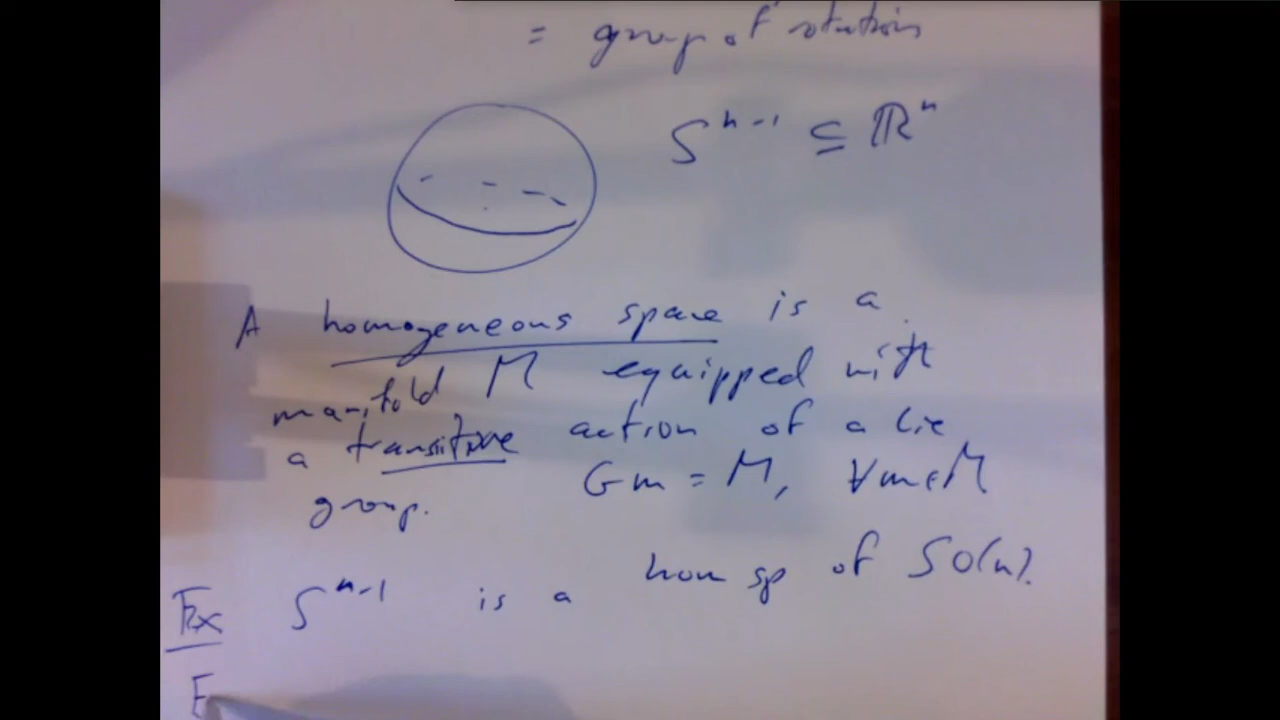 = group of rotations
S^{n-1} ⊆ ℝ^n
A homogeneous space is a
manifold M equipped with
a transitive action of a Lie
group. Gm = M, ∀m∈M
Ex S^{n-1} is a hom sp of SO(n).
E